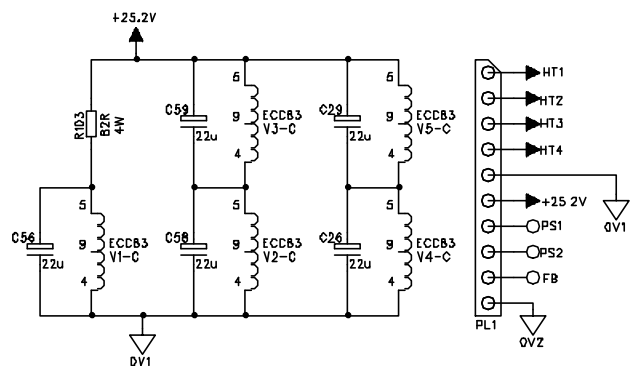 +25.2V
R103
82R
4W
C59
22u
5
9
4
ECC83
V3-C
C29
22u
5
9
4
ECC83
V5-C
C56
22u
5
9
4
ECC83
V1-C
C58
22u
5
9
4
ECC83
V2-C
C26
22u
5
9
4
ECC83
V4-C
0V1
HT1
HT2
HT3
HT4
0V1
+25.2V
PS1
PS2
FB
0V2
PL1